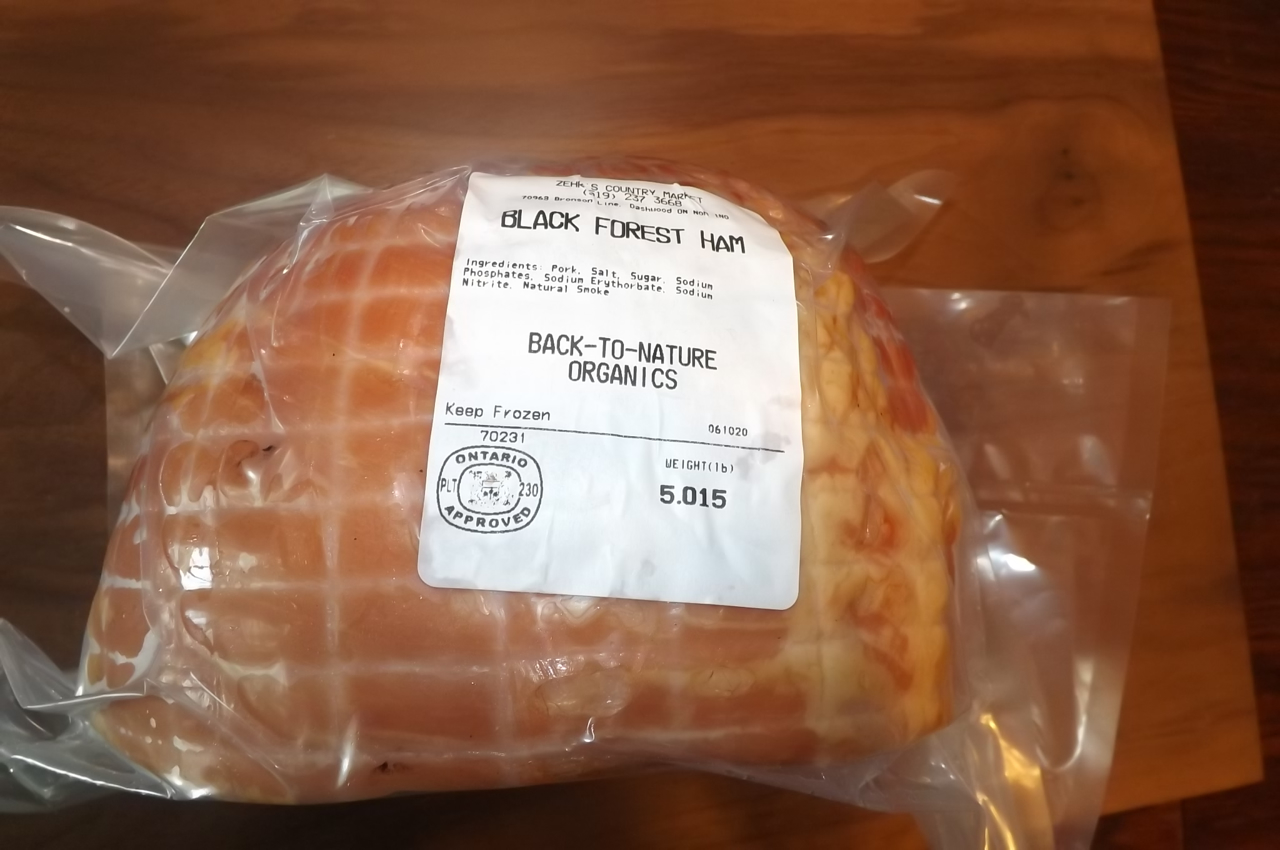 ZEHR S COUNTRY MARKET
(519) 237 3668
70969 Bronson Line, Dashwood ON N0M 1N0
BLACK FOREST HAM
Ingredients: Pork, Salt, Sugar, Sodium
Phosphates, Sodium Erythorbate, Sodium
Nitrite, Natural Smoke
BACK-TO-NATURE
ORGANICS
Keep Frozen
061020
70231
ONTARIO
PLT 230
APPROVED
WEIGHT(lb)
5.015